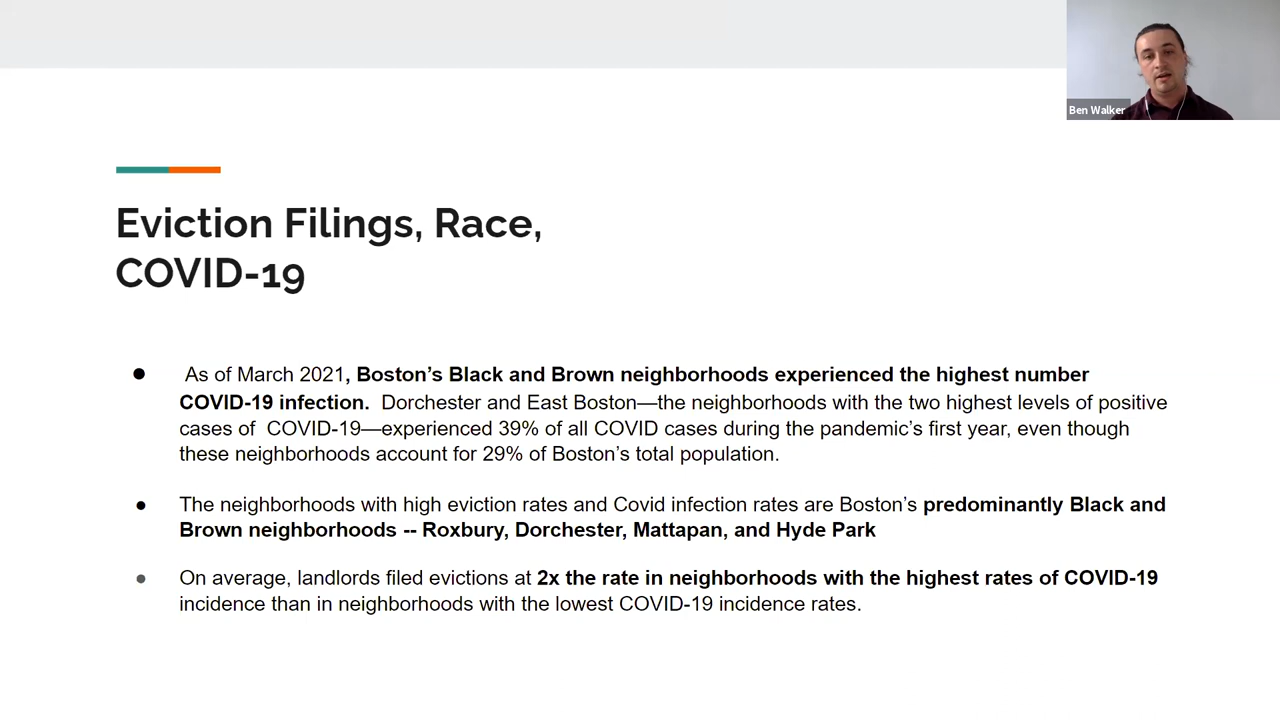 Ben Walker
Eviction Filings, Race,
COVID-19
● As of March 2021, Boston’s Black and Brown neighborhoods experienced the highest number
COVID-19 infection. Dorchester and East Boston—the neighborhoods with the two highest levels of positive
cases of COVID-19—experienced 39% of all COVID cases during the pandemic’s first year, even though
these neighborhoods account for 29% of Boston’s total population.
● The neighborhoods with high eviction rates and Covid infection rates are Boston’s predominantly Black and
Brown neighborhoods -- Roxbury, Dorchester, Mattapan, and Hyde Park
● On average, landlords filed evictions at 2x the rate in neighborhoods with the highest rates of COVID-19
incidence than in neighborhoods with the lowest COVID-19 incidence rates.